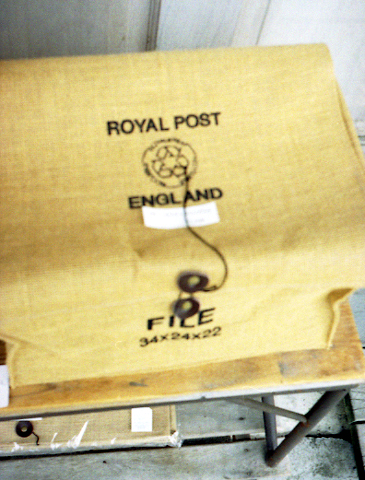 ROYAL POST
ENGLAND
FILE
34x24x22